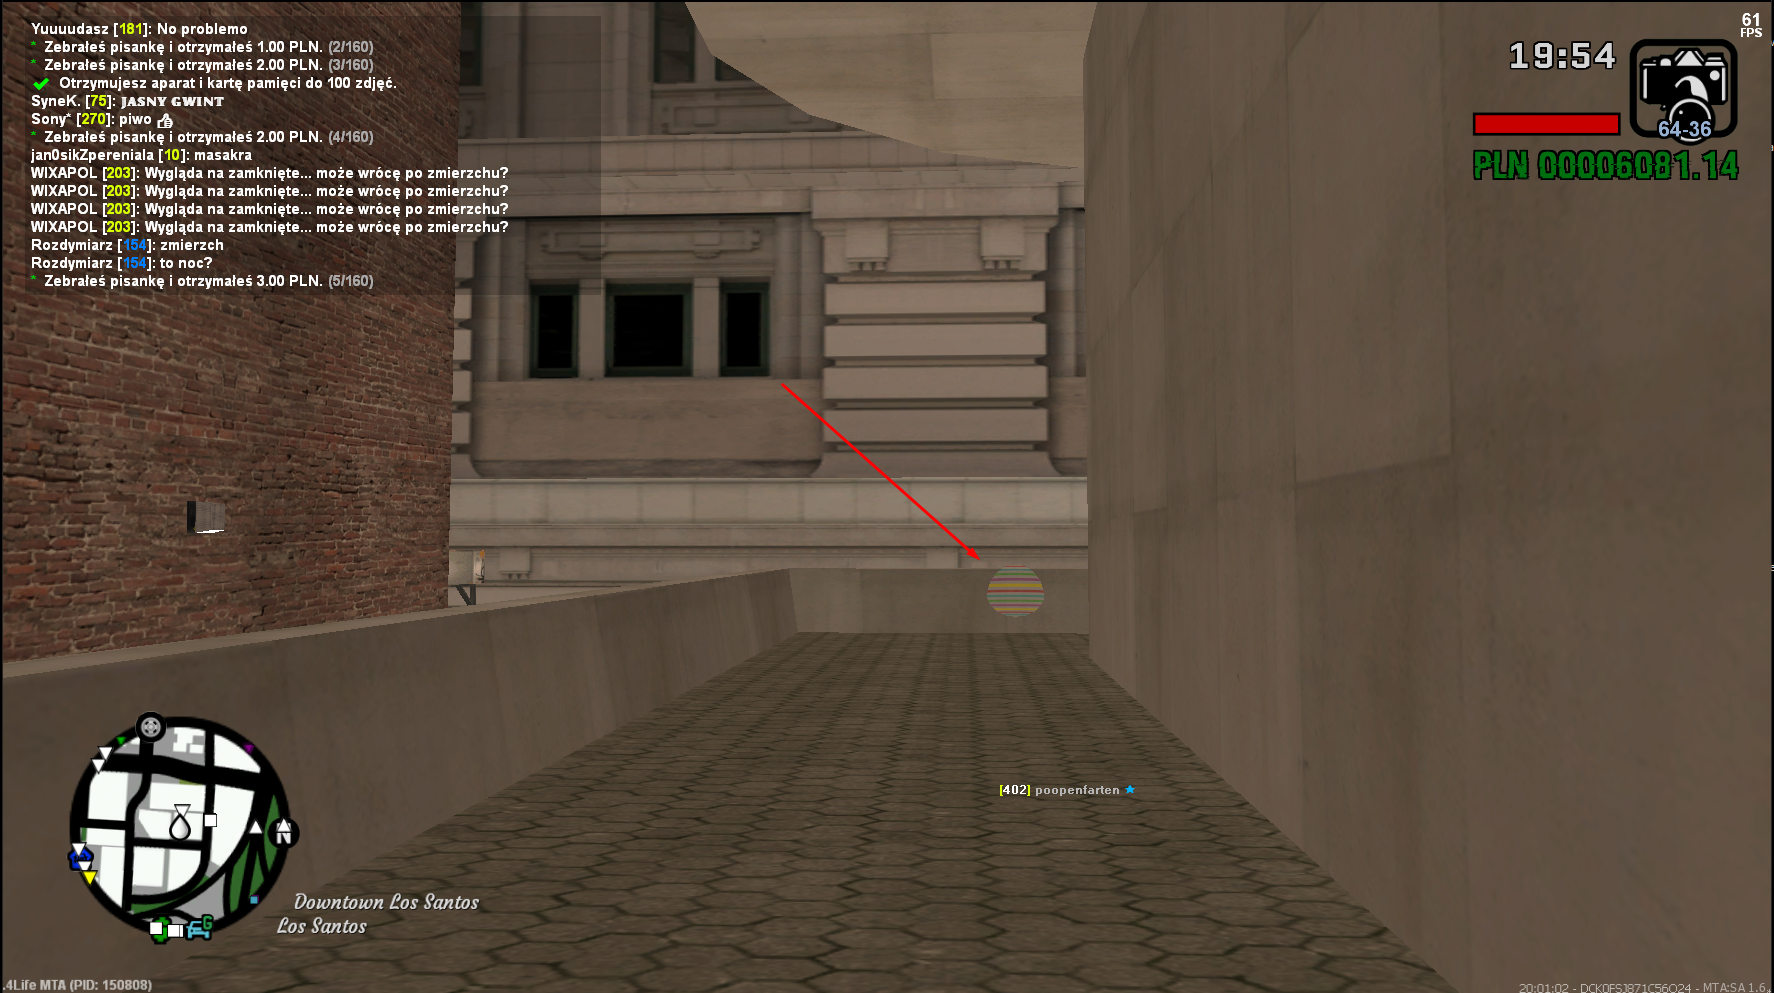 Yuuuudasz [181]: No problemo
* Zebrałeś pisankę i otrzymałeś 1.00 PLN. (2/160)
* Zebrałeś pisankę i otrzymałeś 2.00 PLN. (3/160)
Otrzymujesz aparat i kartę pamięci do 100 zdjęć.
SyneK. [75]: JASNY GWINT
Sony* [270]: piwo 👍
* Zebrałeś pisankę i otrzymałeś 2.00 PLN. (4/160)
jan0sikZpereniala [10]: masakra
WIXAPOL [203]: Wygląda na zamknięte... może wrócę po zmierzchu?
WIXAPOL [203]: Wygląda na zamknięte... może wrócę po zmierzchu?
WIXAPOL [203]: Wygląda na zamknięte... może wrócę po zmierzchu?
WIXAPOL [203]: Wygląda na zamknięte... może wrócę po zmierzchu?
Rozdymiarz [154]: zmierzch
Rozdymiarz [154]: to noc?
* Zebrałeś pisankę i otrzymałeś 3.00 PLN. (5/160)
61
FPS
19:54
64-36
PLN 00006081.14
[402] poopenfarten
N
G
Downtown Los Santos
Los Santos
.4Life MTA (PID: 150808)
20:01:02 - DCK0FSJ871C56O24 - MTA:SA 1.6